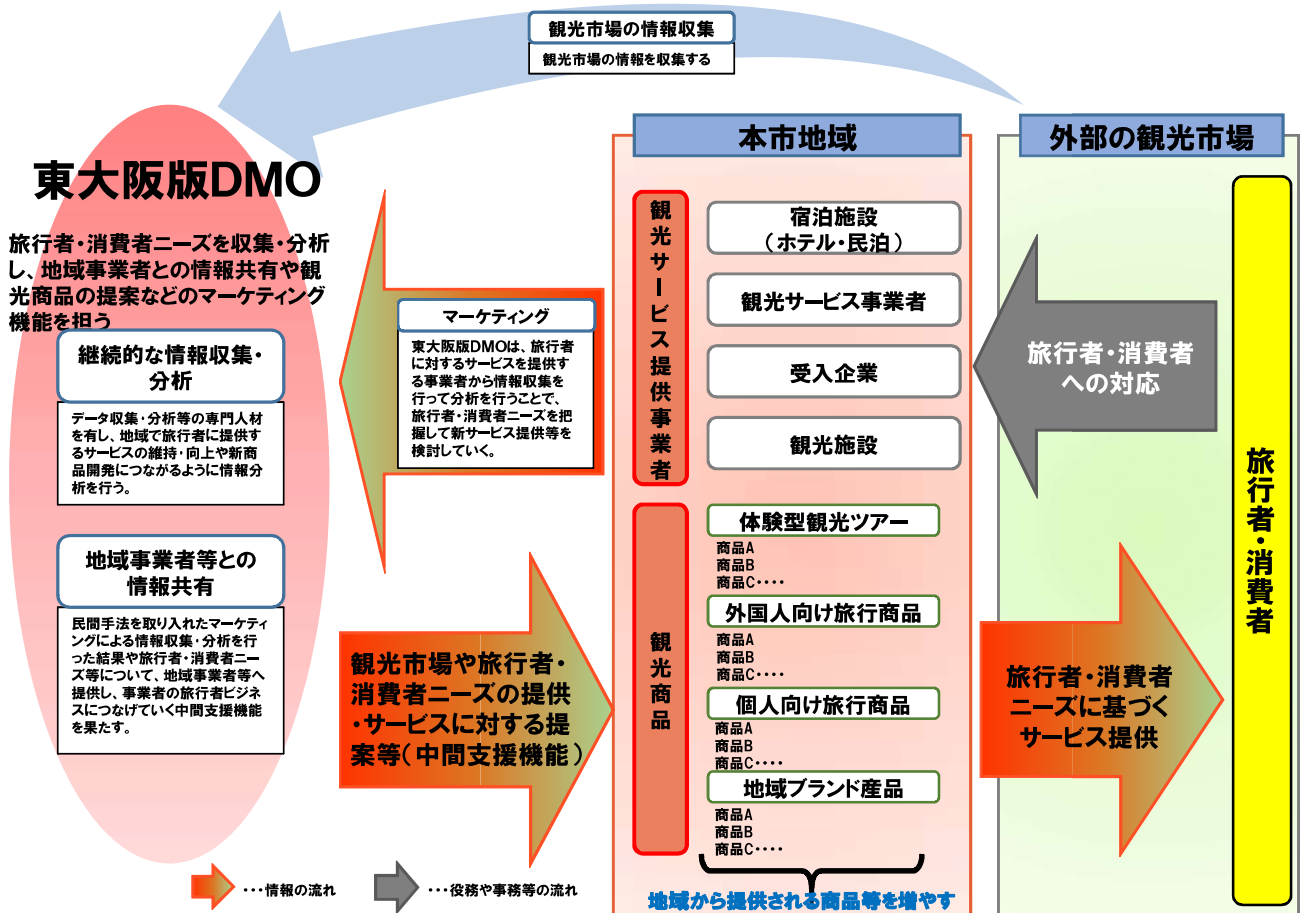 観光市場の情報収集
観光市場の情報を収集する
東大阪版DMO
旅行者・消費者ニーズを収集・分析
し、地域事業者との情報共有や観
光商品の提案などのマーケティング
機能を担う
継続的な情報収集・
分析
データ収集・分析等の専門人材
を有し、地域で旅行者に提供す
るサービスの維持・向上や新商
品開発につながるように情報分
析を行う。
地域事業者等との
情報共有
民間手法を取り入れたマーケティ
ングによる情報収集・分析を行
った結果や旅行者・消費者ニー
ズ等について、地域事業者等へ
提供し、事業者の旅行者ビジネ
スにつなげていく中間支援機能
を果たす。
マーケティング
東大阪版DMOは、旅行者
に対するサービスを提供す
る事業者から情報収集を
行って分析を行うことで、
旅行者・消費者ニーズを把
握して新サービス提供等を
検討していく。
観光市場や旅行者・
消費者ニーズの提供
・サービスに対する提
案等(中間支援機能)
本市地域
観光サービス提供事業者
宿泊施設
(ホテル・民泊)
観光サービス事業者
受入企業
観光施設
観光商品
体験型観光ツアー
商品A
商品B
商品C・・・・
外国人向け旅行商品
商品A
商品B
商品C・・・・
個人向け旅行商品
商品A
商品B
商品C・・・・
地域ブランド産品
商品A
商品B
商品C・・・・
地域から提供される商品等を増やす
外部の観光市場
旅行者・消費者
への対応
旅行者・消費者
ニーズに基づく
サービス提供
旅行者・消費者
・・・情報の流れ
・・・役務や事務等の流れ